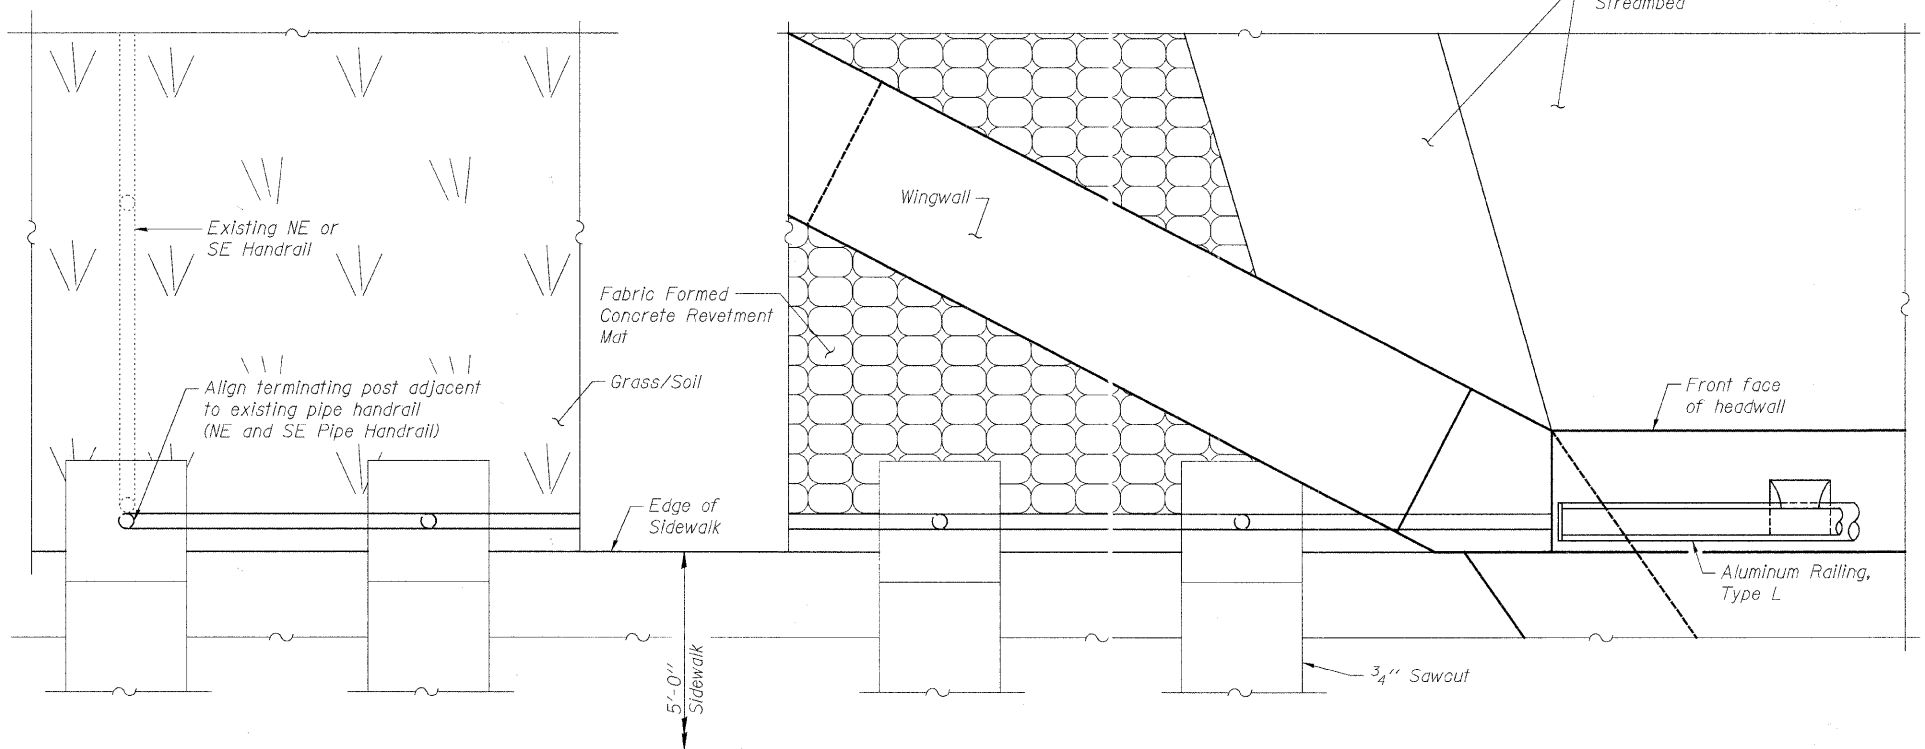 Streambed
Wingwall
Existing NE or
SE Handrail
Fabric Formed
Concrete Revetment
Mat
Align terminating post adjacent
to existing pipe handrail
(NE and SE Pipe Handrail)
Grass/Soil
Front face
of headwall
Edge of
Sidewalk
Aluminum Railing,
Type L
3/4" Sawcut
5'-0"
Sidewalk